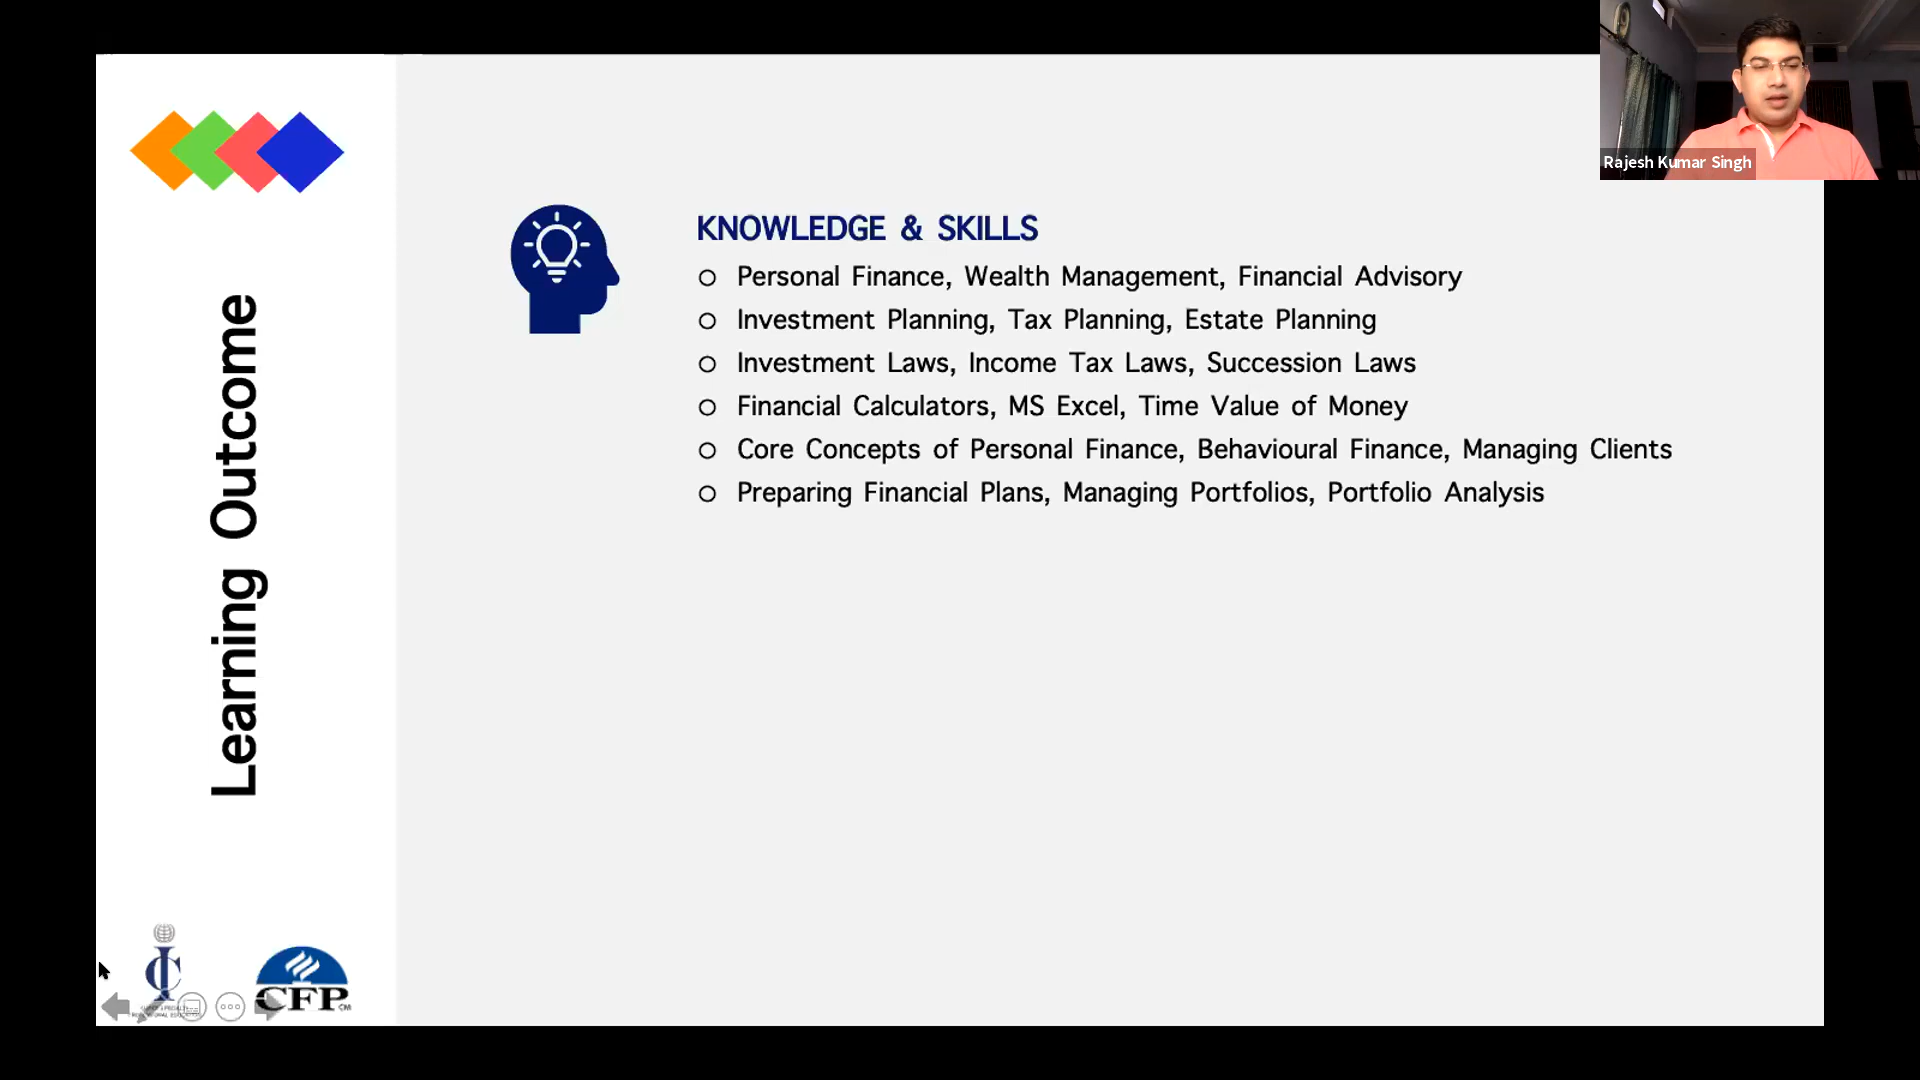 Rajesh Kumar Singh
Learning Outcome
KNOWLEDGE & SKILLS
Personal Finance, Wealth Management, Financial Advisory
Investment Planning, Tax Planning, Estate Planning
Investment Laws, Income Tax Laws, Succession Laws
Financial Calculators, MS Excel, Time Value of Money
Core Concepts of Personal Finance, Behavioural Finance, Managing Clients
Preparing Financial Plans, Managing Portfolios, Portfolio Analysis
CFP